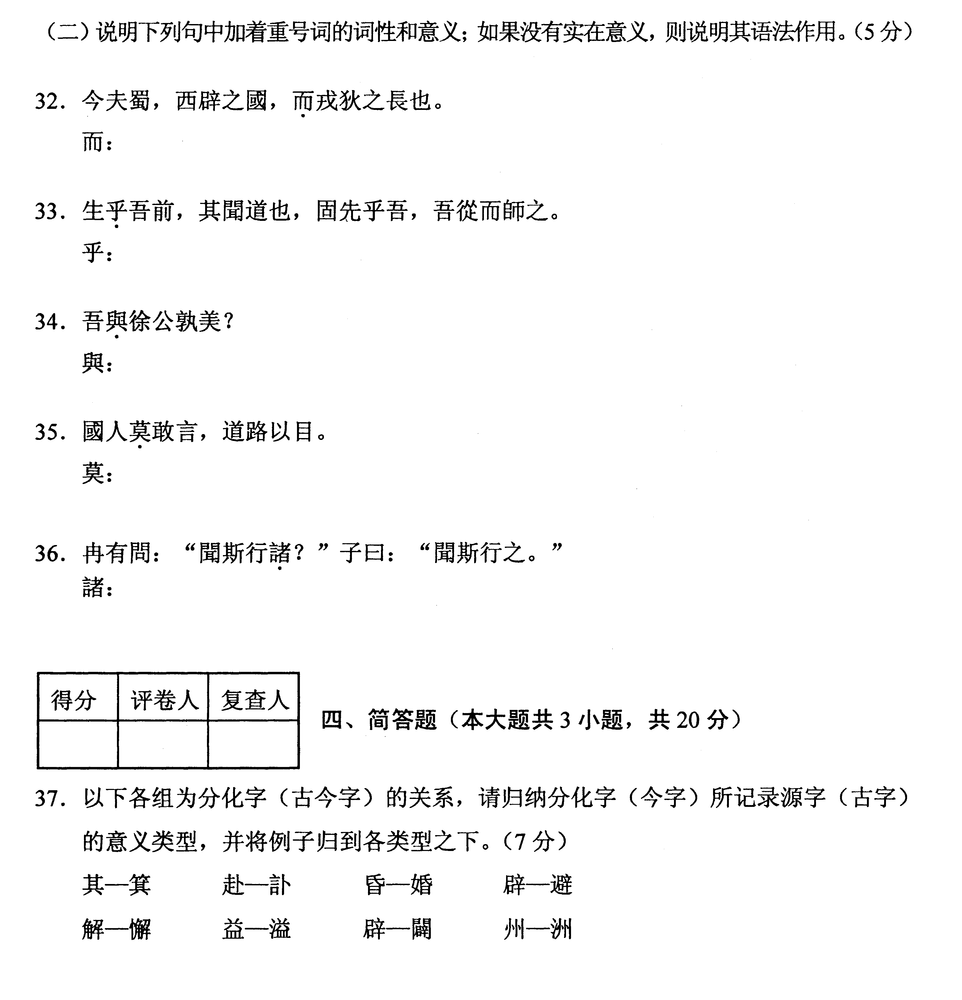 （二）说明下列句中加着重号词的词性和意义；如果没有实在意义，则说明其语法作用。（5 分）
32．今夫蜀，西辟之國，而戎狄之長也。
而：
33．生乎吾前，其聞道也，固先乎吾，吾從而師之。
乎：
34．吾與徐公孰美？
與：
35．國人莫敢言，道路以目。
莫：
36．冉有問：“聞斯行諸？”子曰：“聞斯行之。”
諸：
得分 评卷人 复查人
四、简答题（本大题共 3 小题，共 20 分）
37．以下各组为分化字（古今字）的关系，请归纳分化字（今字）所记录源字（古字）
的意义类型，并将例子归到各类型之下。（7 分）
其—箕 赴—訃 昏—婚 辟—避
解—懈 益—溢 辟—闢 州—洲